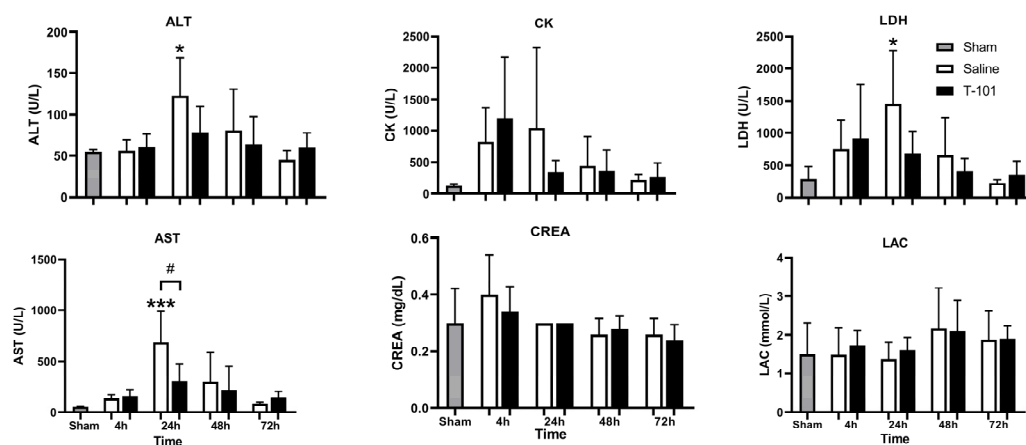 ALT
ALT (U/L)
200
150
100
50
0
*
CK
CK (U/L)
2500
2000
1500
1000
500
0
LDH
LDH (U/L)
2500
2000
1500
1000
500
0
*
Sham
Saline
T-101
AST
AST (U/L)
1500
1000
500
0
***
#
Sham 4h 24h 48h 72h
Time
CREA
CREA (mg/dL)
0.6
0.4
0.2
0.0
Sham 4h 24h 48h 72h
Time
LAC
LAC (mmol/L)
4
3
2
1
0
Sham 4h 24h 48h 72h
Time